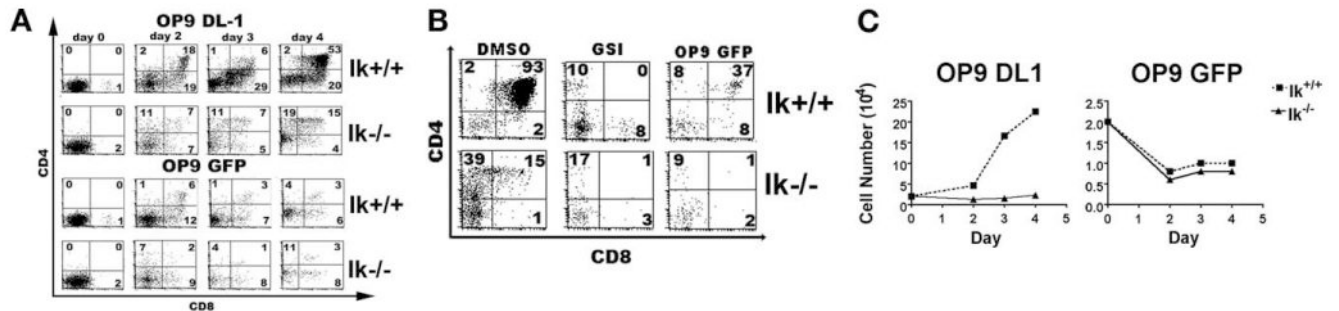 A
OP9 DL-1
day 0 day 2 day 3 day 4
0 0 1 18 1 6 2 53
1 19 29 20
Ik+/+
0 0 11 7 11 7 19 15
2 7 5 4
Ik-/-
OP9 GFP
0 0 1 6 1 3 4 3
1 12 7 6
Ik+/+
0 0 7 2 4 1 11 3
2 9 8 8
Ik-/-
CD4
CD8
B
DMSO GSI OP9 GFP
2 93 10 0 8 37
2 8 8
Ik+/+
39 15 17 1 9 1
1 3 2
Ik-/-
CD4
CD8
C
OP9 DL1
Cell Number (10⁴)
25
20
15
10
5
0
0 1 2 3 4 5
Day
OP9 GFP
2.0
1.5
1.0
0.5
0.0
0 1 2 3 4 5
Day
Ik+/+
Ik-/-